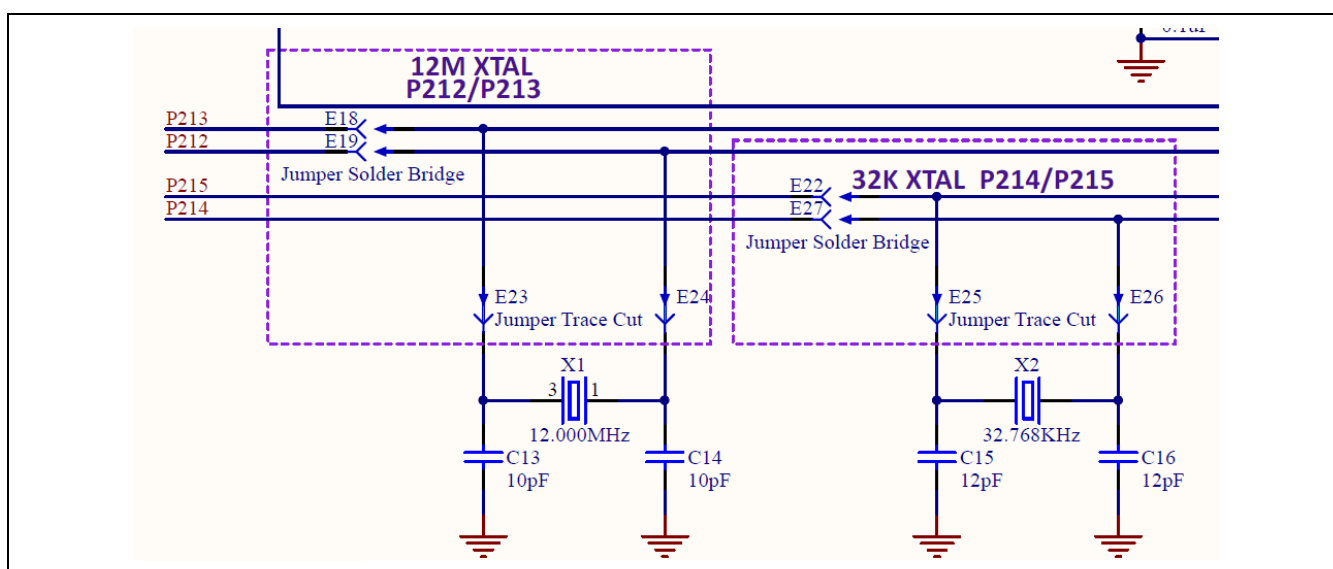 12M XTAL
P212/P213
P213
E18
P212
E19
Jumper Solder Bridge
P215
E22
32K XTAL P214/P215
P214
E27
Jumper Solder Bridge
E23
Jumper Trace Cut
E24
E25
Jumper Trace Cut
E26
X1
3
1
12.000MHz
X2
32.768KHz
C13
10pF
C14
10pF
C15
12pF
C16
12pF